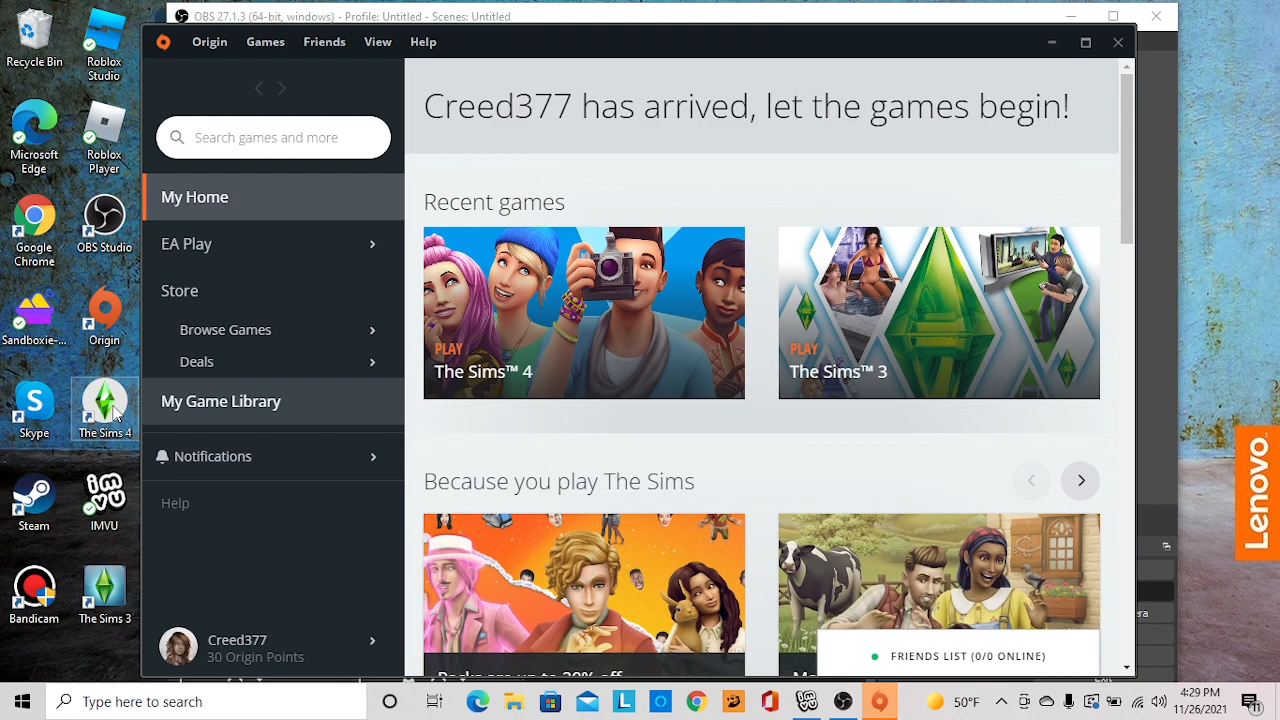 OBS 27.1.3 (64-bit, windows) - Profile: Untitled - Scenes: Untitled
Recycle Bin
Roblox
Studio
Microsoft
Edge
Roblox
Player
Google
Chrome
OBS Studio
Sandboxie-...
Origin
Skype
The Sims 4
Steam
IMVU
Bandicam
The Sims 3
Origin
Games
Friends
View
Help
Search games and more
My Home
EA Play
Store
Browse Games
Deals
My Game Library
Notifications
Help
Creed377
30 Origin Points
Creed377 has arrived, let the games begin!
Recent games
PLAY
The Sims™ 4
PLAY
The Sims™ 3
Because you play The Sims
FRIENDS LIST (0/0 ONLINE)
Lenovo
Type here to search
50°F
4:29 PM
11/26/2021